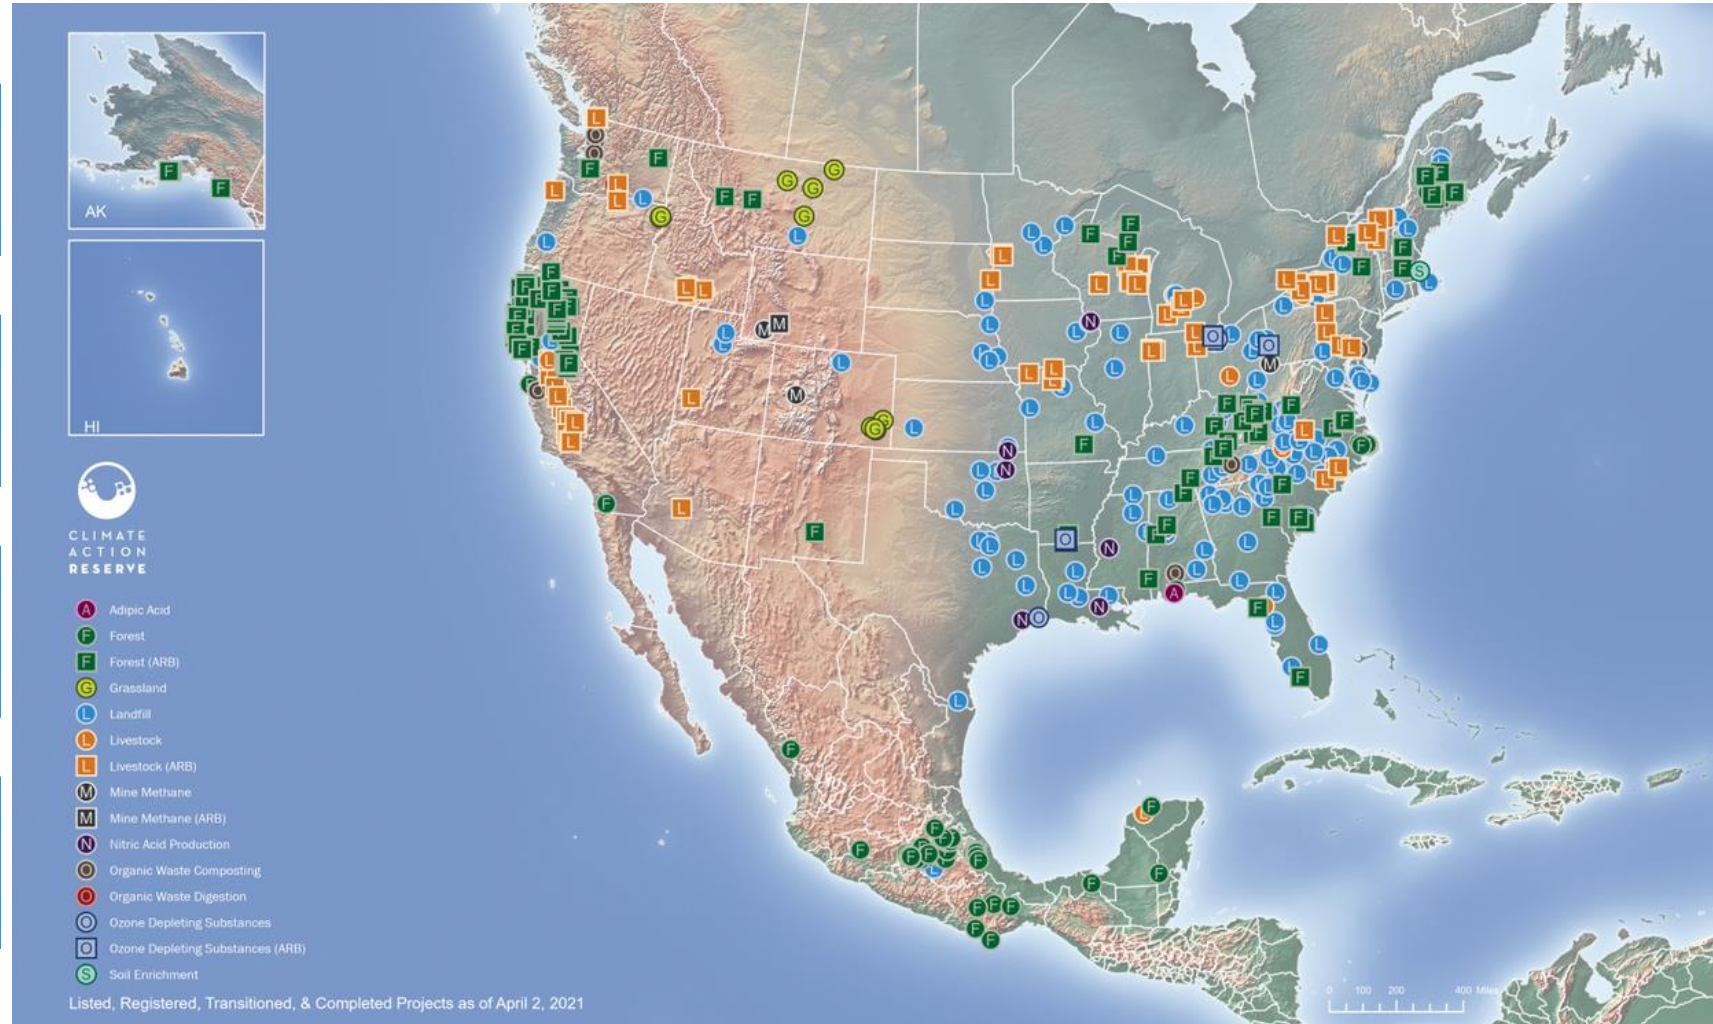 AK
HI
CLIMATE
ACTION
RESERVE
A Adipic Acid
F Forest
F Forest (ARB)
G Grassland
L Landfill
L Livestock
L Livestock (ARB)
M Mine Methane
M Mine Methane (ARB)
N Nitric Acid Production
O Organic Waste Composting
O Organic Waste Digestion
O Ozone Depleting Substances
O Ozone Depleting Substances (ARB)
S Soil Enrichment
Listed, Registered, Transitioned, & Completed Projects as of April 2, 2021
0 100 200 400 Miles